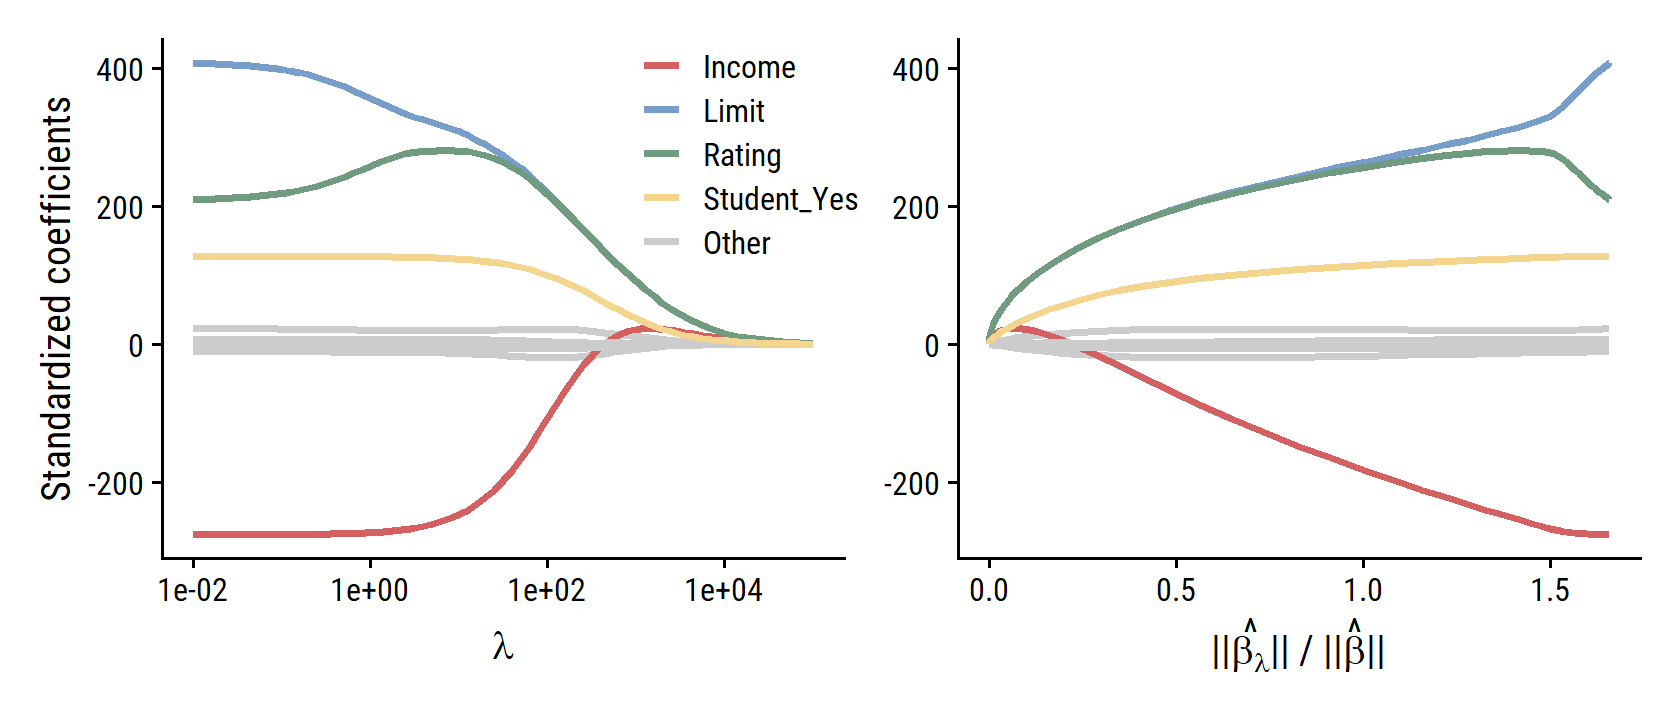 Standardized coefficients
400
200
0
-200
1e-02 1e+00 1e+02 1e+04
λ
Income
Limit
Rating
Student_Yes
Other
400
200
0
-200
0.0 0.5 1.0 1.5
||β̂λ|| / ||β̂||